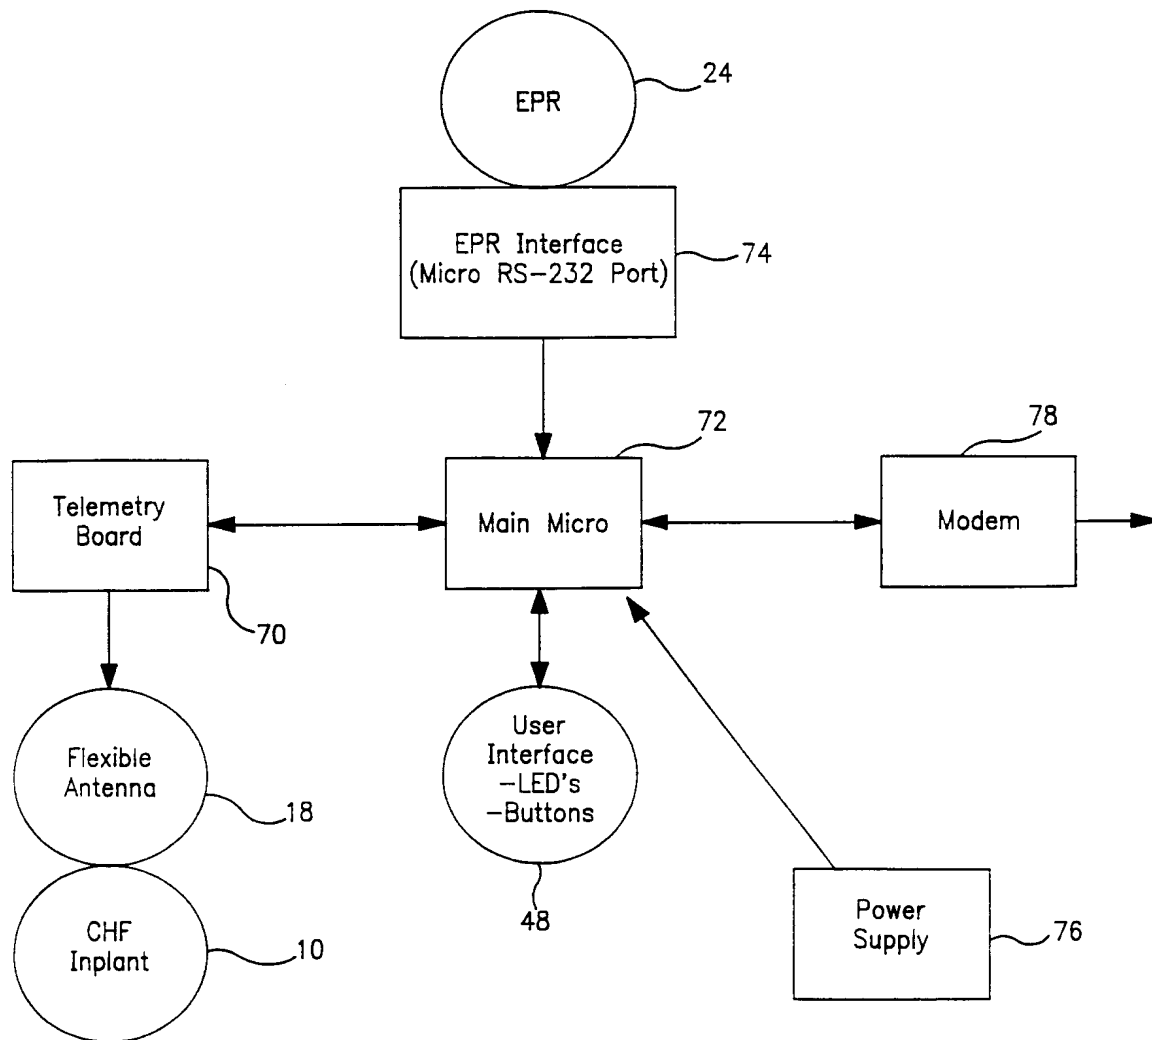 24
EPR
EPR Interface
(Micro RS-232 Port)
74
72
78
Telemetry
Board
Main Micro
Modem
70
User
Interface
-LED's
-Buttons
Flexible
Antenna
18
48
Power
Supply
76
CHF
Inplant
10